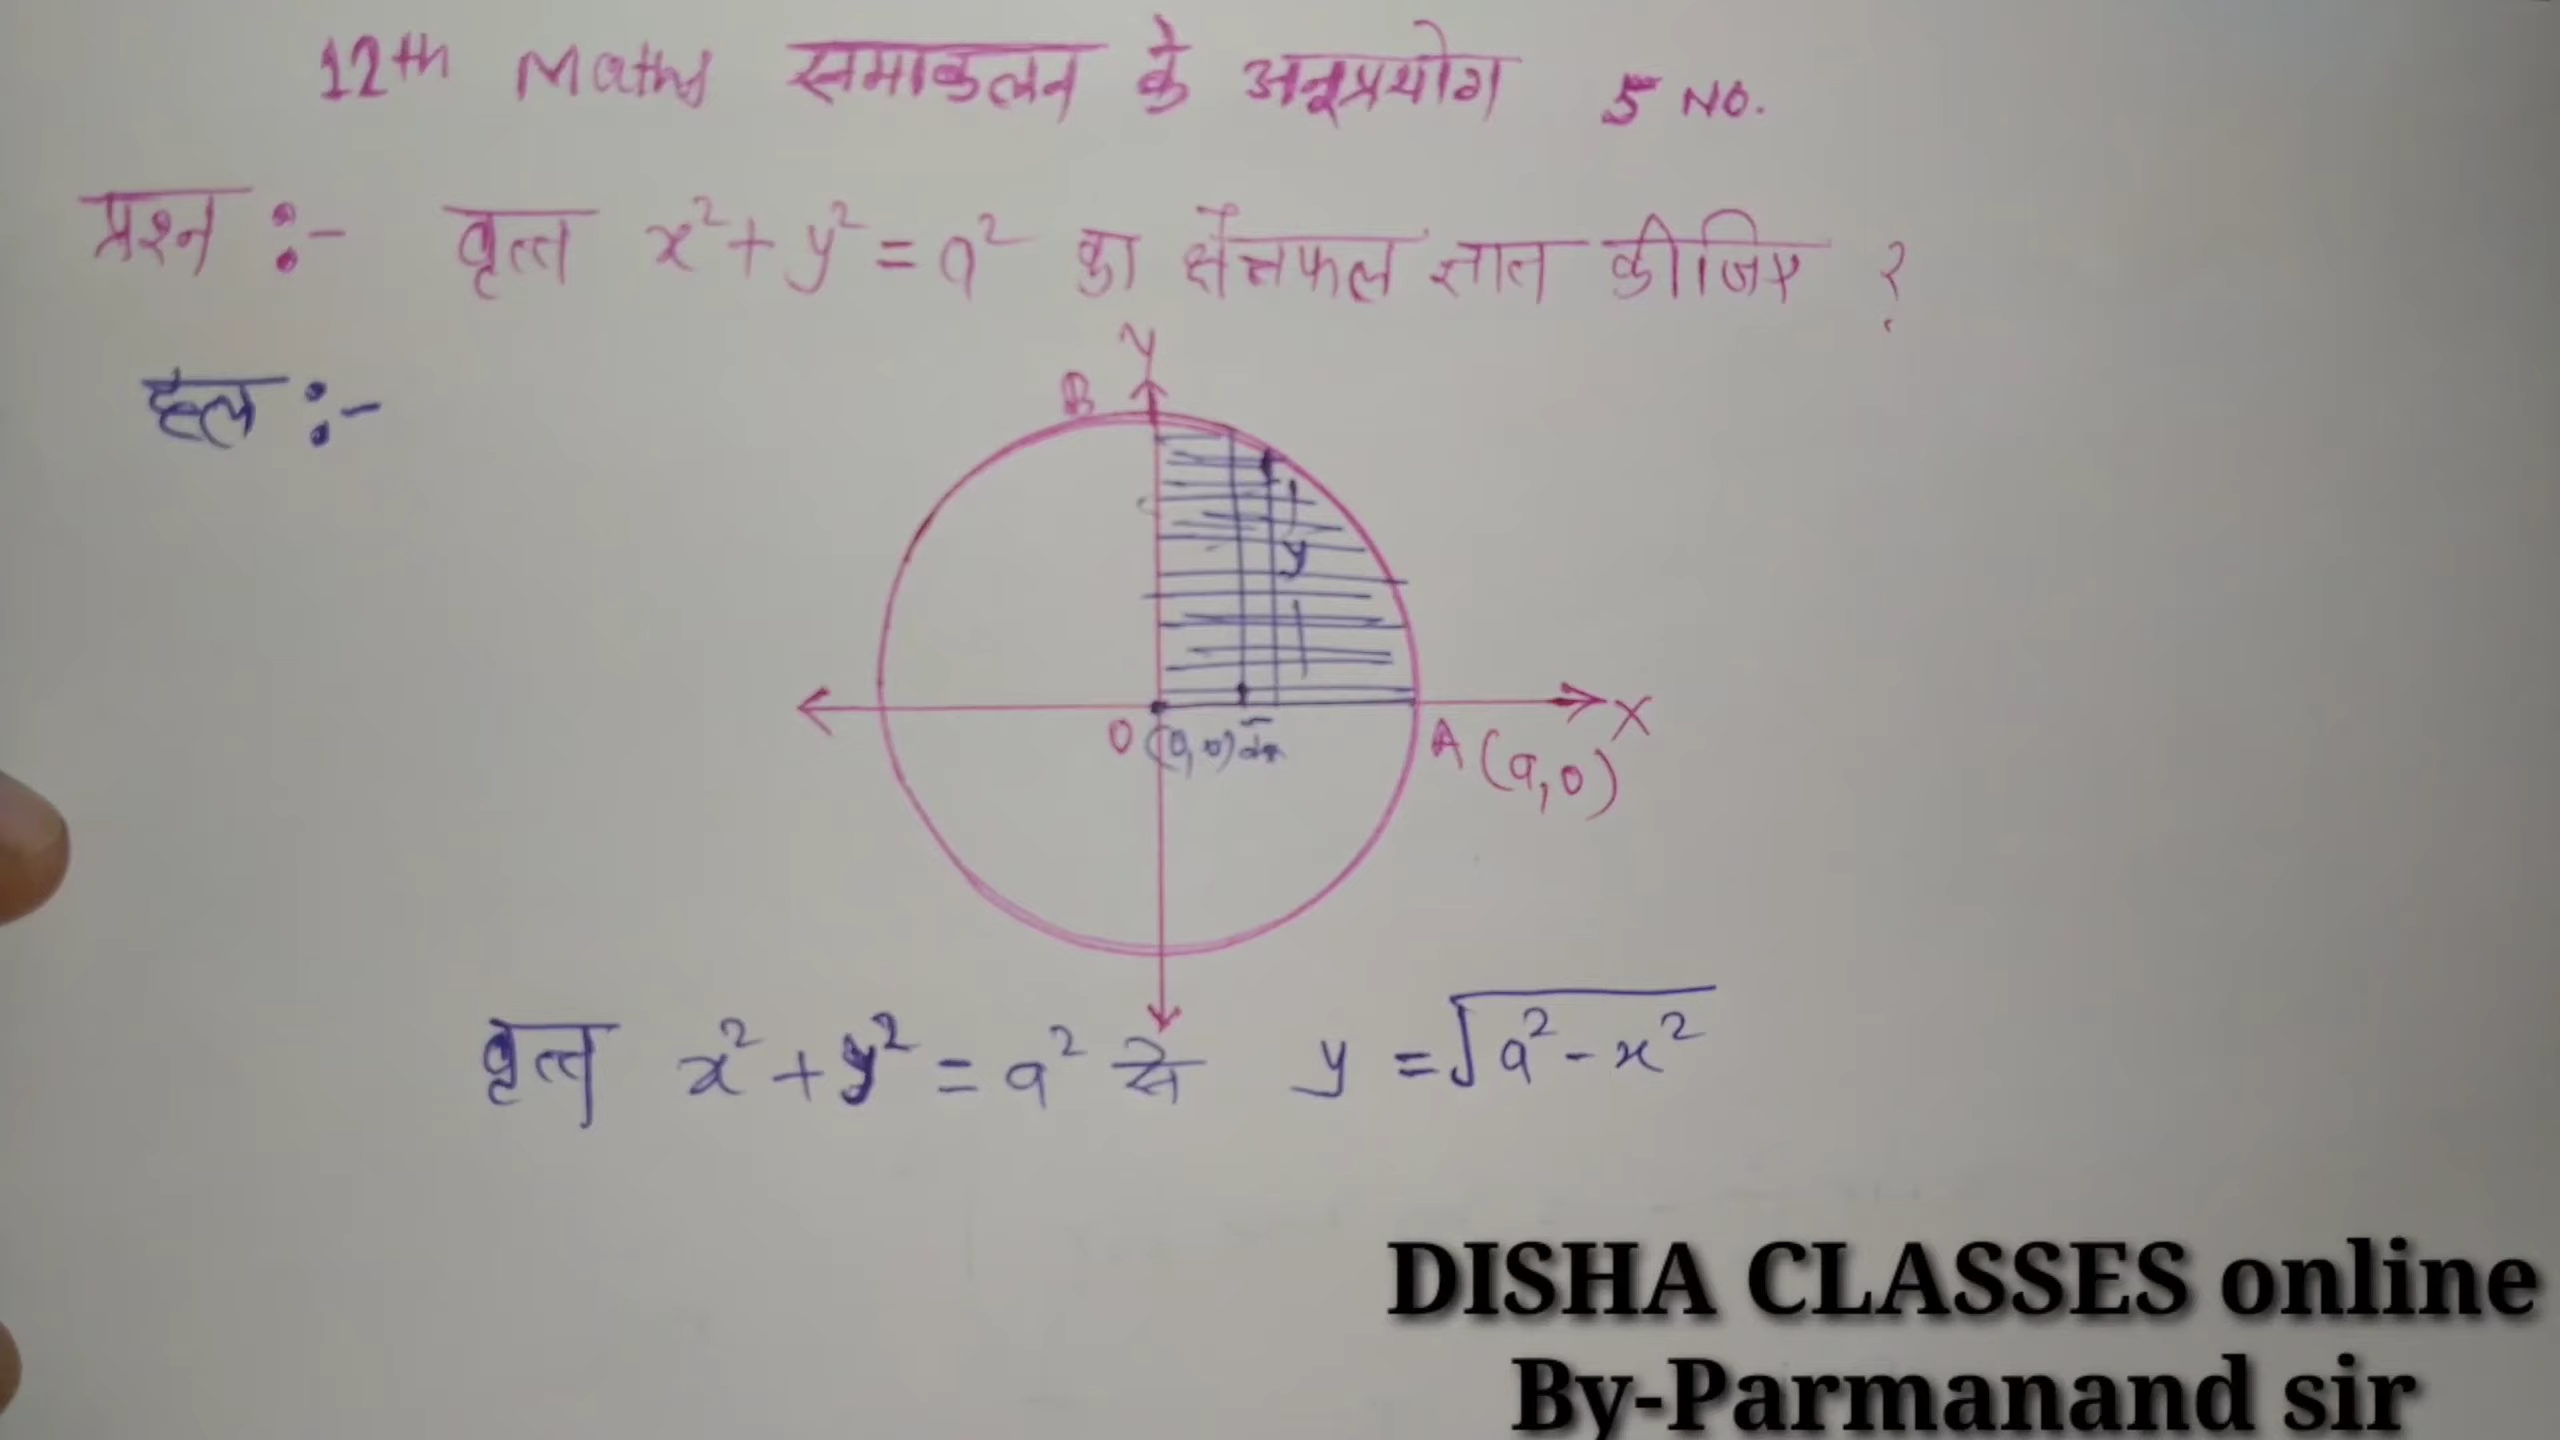 12th Maths समाकलन के अनुप्रयोग 5 No.
प्रश्न :- वृत्त x² + y² = a² का क्षेत्रफल ज्ञात कीजिए ?
हल :-
Y
B
y
X
O (0,0) dx
A (a,0)
वृत्त x² + y² = a² से y = √a² - x²
DISHA CLASSES online
By-Parmanand sir